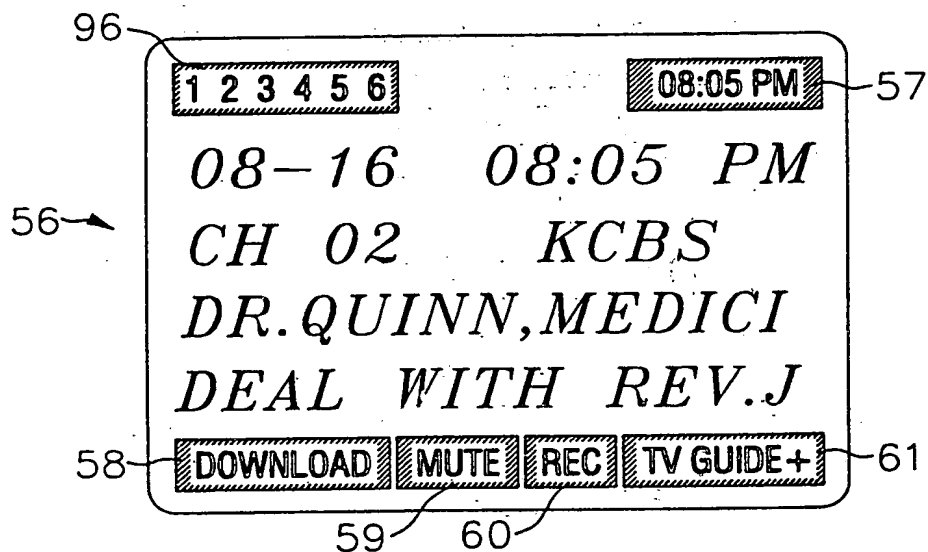 96
1 2 3 4 5 6 08:05 PM 57
08-16 08:05 PM
56 CH 02 KCBS
DR.QUINN,MEDICI
DEAL WITH REV.J
58 DOWNLOAD MUTE REC TV GUIDE+ 61
59 60